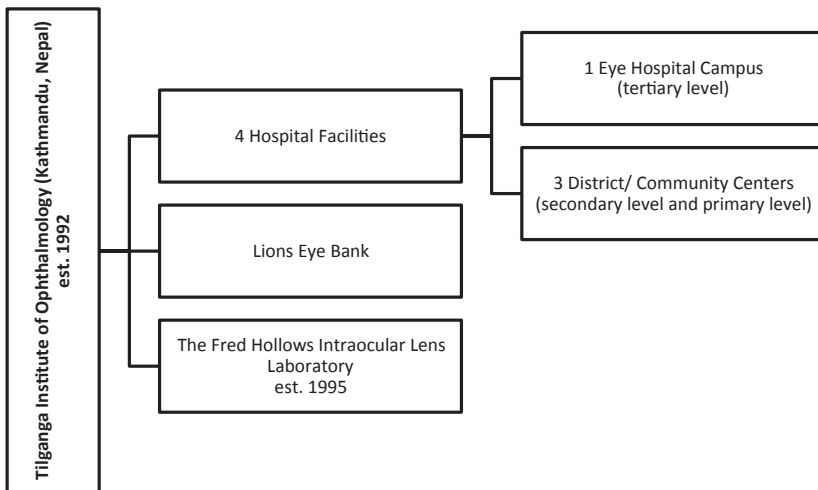 Tilganga Institute of Ophthalmology (Kathmandu, Nepal)
est. 1992
4 Hospital Facilities
Lions Eye Bank
The Fred Hollows Intraocular Lens
Laboratory
est. 1995
1 Eye Hospital Campus
(tertiary level)
3 District/ Community Centers
(secondary level and primary level)